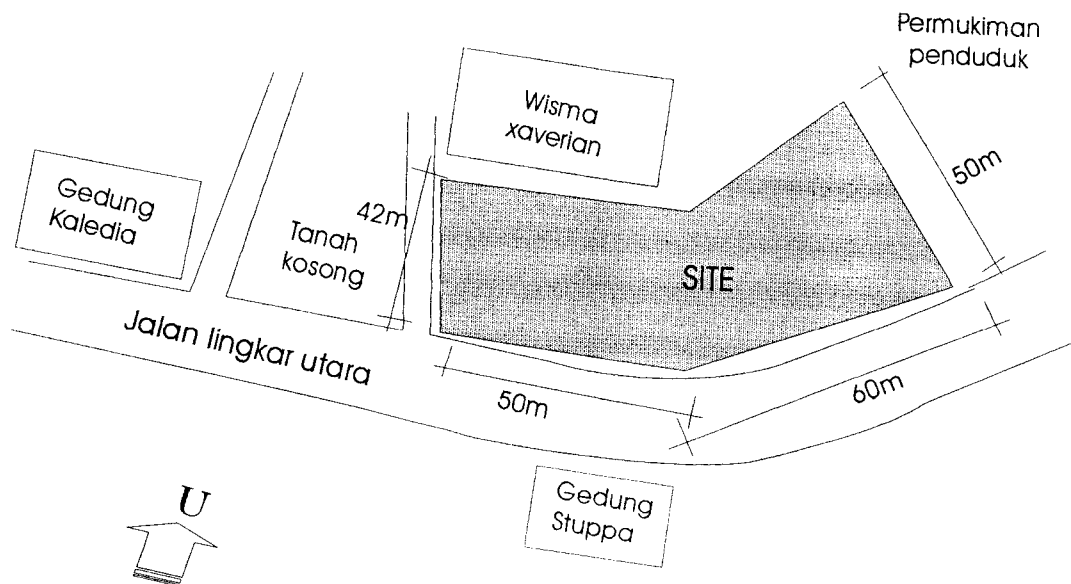 Permukiman
penduduk
Wisma
xaverian
50m
Gedung
Kaledia
42m
Tanah
kosong
SITE
Jalan lingkar utara
50m
60m
U
Gedung
Stuppa